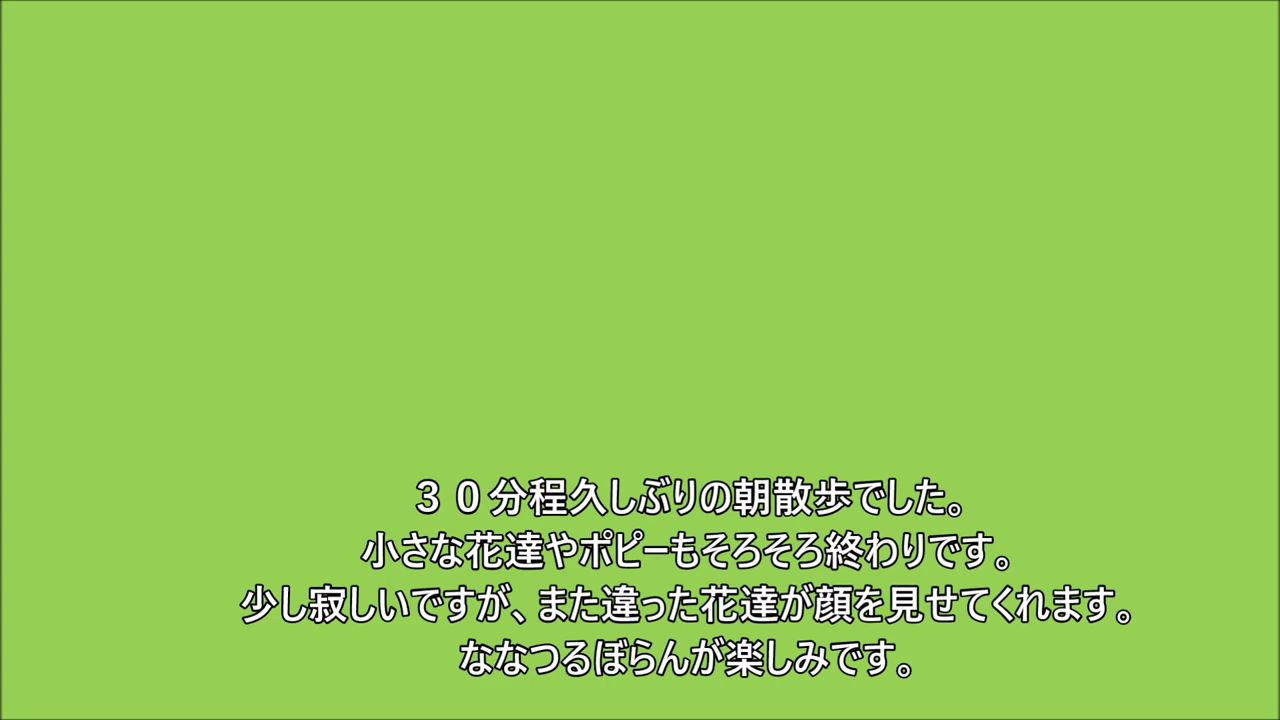 ３０分程久しぶりの朝散歩でした。
小さな花達やポピーもそろそろ終わりです。
少し寂しいですが、また違った花達が顔を見せてくれます。
ななつるぼらんが楽しみです。